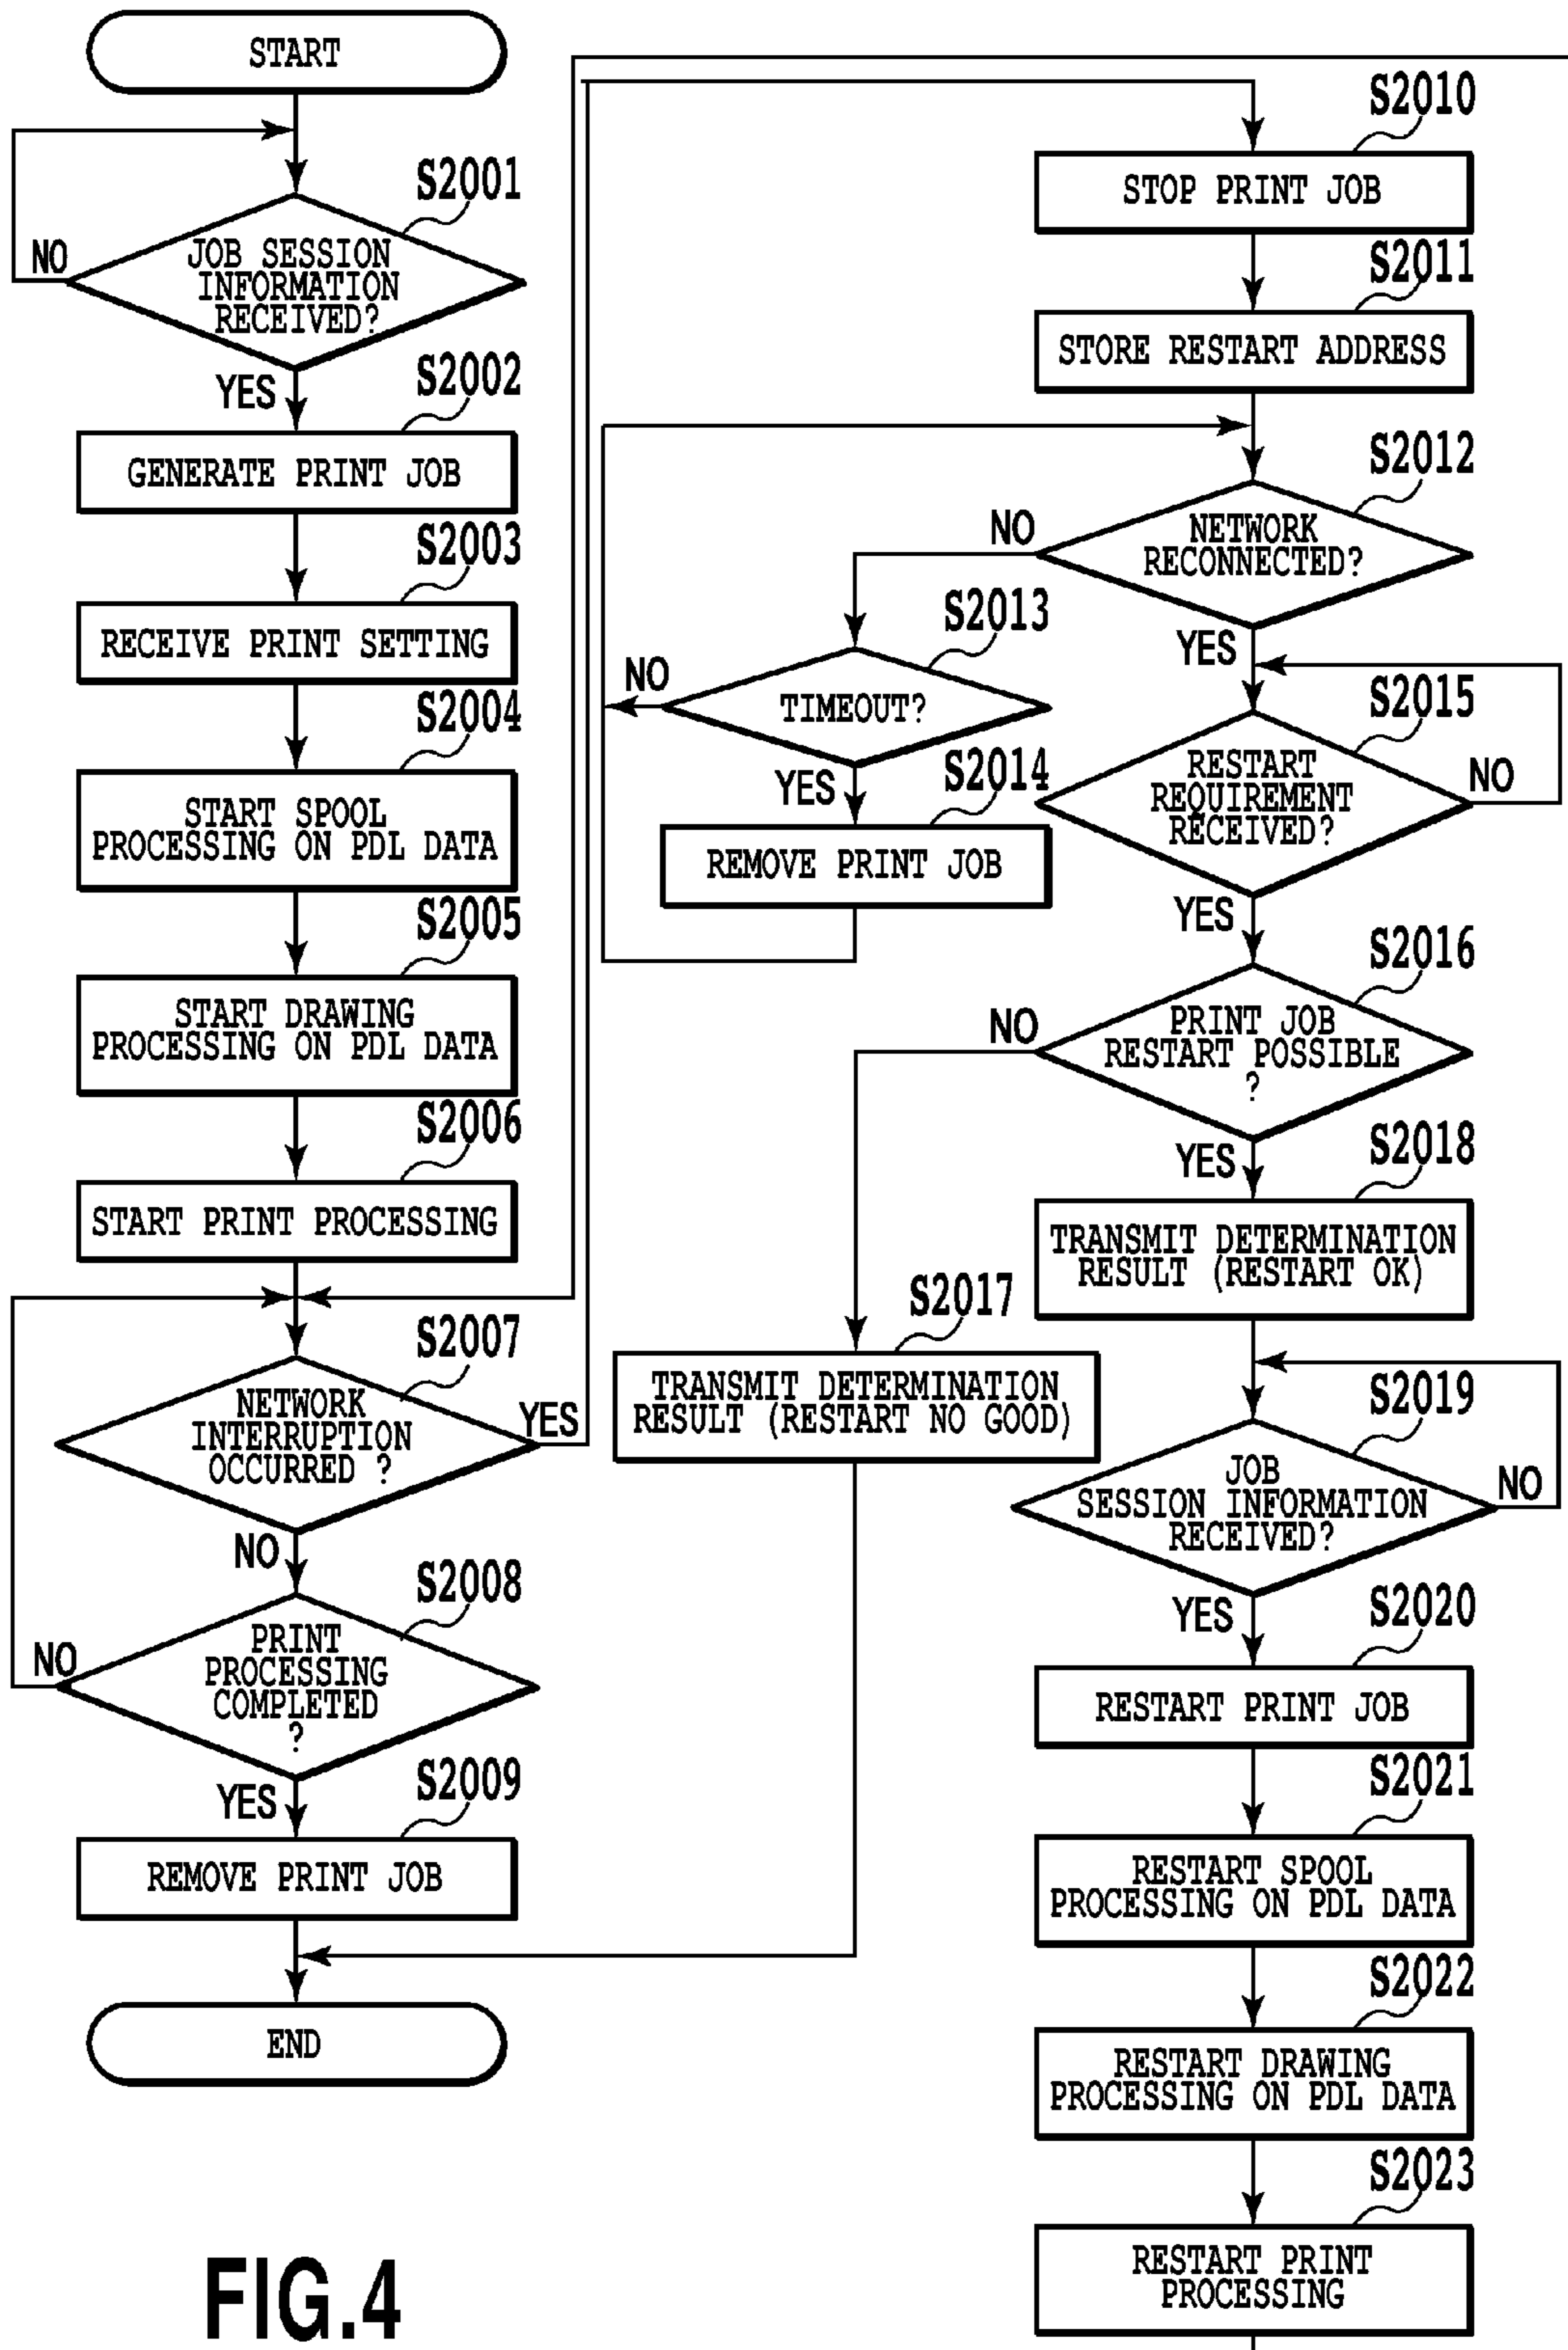 START
S2001
JOB SESSION
INFORMATION
RECEIVED?
NO
YES
S2002
GENERATE PRINT JOB
S2003
RECEIVE PRINT SETTING
S2004
START SPOOL
PROCESSING ON PDL DATA
S2005
START DRAWING
PROCESSING ON PDL DATA
S2006
START PRINT PROCESSING
S2007
NETWORK
INTERRUPTION
OCCURRED ?
YES
NO
S2008
PRINT
PROCESSING
COMPLETED
?
NO
YES
S2009
REMOVE PRINT JOB
END
S2010
STOP PRINT JOB
S2011
STORE RESTART ADDRESS
S2012
NETWORK
RECONNECTED?
NO
YES
S2013
TIMEOUT?
NO
YES
S2014
REMOVE PRINT JOB
S2015
RESTART
REQUIREMENT
RECEIVED?
NO
YES
S2016
PRINT JOB
RESTART POSSIBLE
?
NO
YES
S2017
TRANSMIT DETERMINATION
RESULT (RESTART NO GOOD)
S2018
TRANSMIT DETERMINATION
RESULT (RESTART OK)
S2019
JOB
SESSION INFORMATION
RECEIVED?
NO
YES
S2020
RESTART PRINT JOB
S2021
RESTART SPOOL
PROCESSING ON PDL DATA
S2022
RESTART DRAWING
PROCESSING ON PDL DATA
S2023
RESTART PRINT
PROCESSING
FIG.4